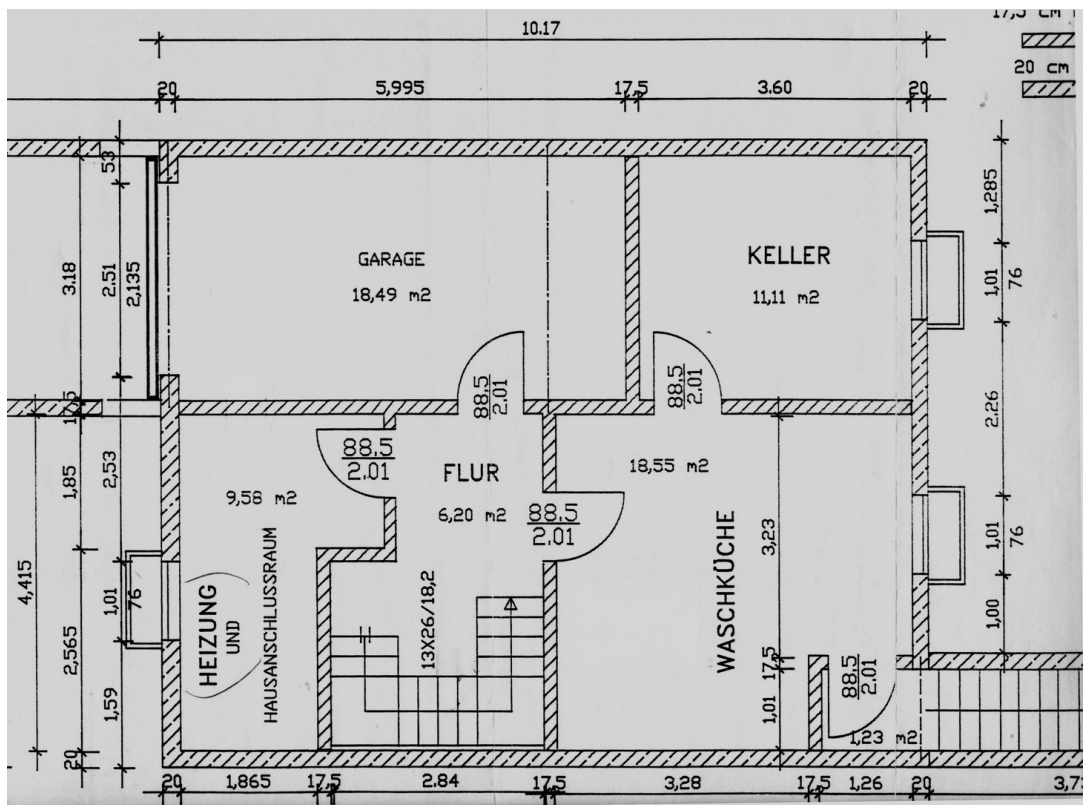 17,5 cm
20 cm
10.17
20 5,995 17,5 3.60 20
53
3.18
2.51
2,135
1,285
1,01
76
2.26
1,01
76
1,00
GARAGE
18,49 m2
KELLER
11,11 m2
88.5
2.01
88.5
2.01
88.5
2.01
FLUR
6,20 m2
88.5
2.01
18,55 m2
9,58 m2
WASCHKÜCHE
3,23
17,5
1,01
88.5
2.01
1,23 m2
HEIZUNG
UND
HAUSANSCHLUSSRAUM
13X26/18,2
4,415
1,85
2,565
20
2,53
1,01
76
1,59
20 1,865 17,5 2.84 17,5 3,28 17,5 1,26 20 3,7